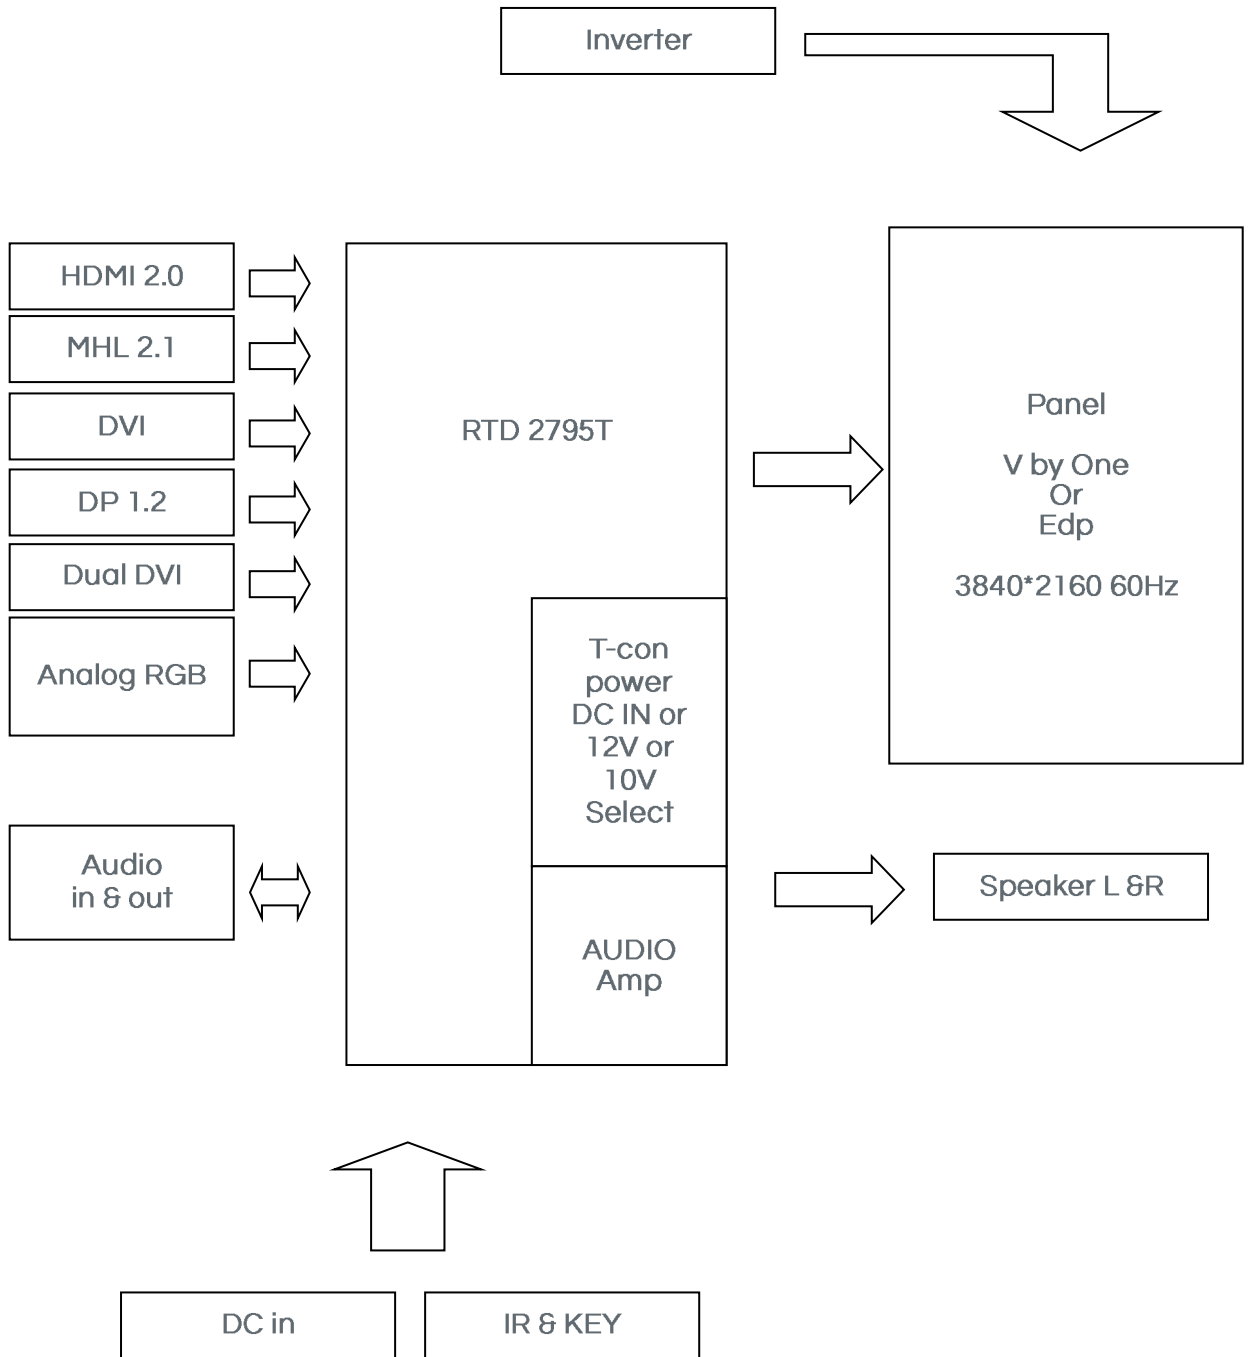 Inverter
HDMI 2.0
MHL 2.1
DVI
DP 1.2
Dual DVI
Analog RGB
Audio
in & out
RTD 2795T
T-con
power
DC IN or
12V or
10V
Select
AUDIO
Amp
Panel
V by One
Or
Edp
3840*2160 60Hz
Speaker L &R
DC in
IR & KEY